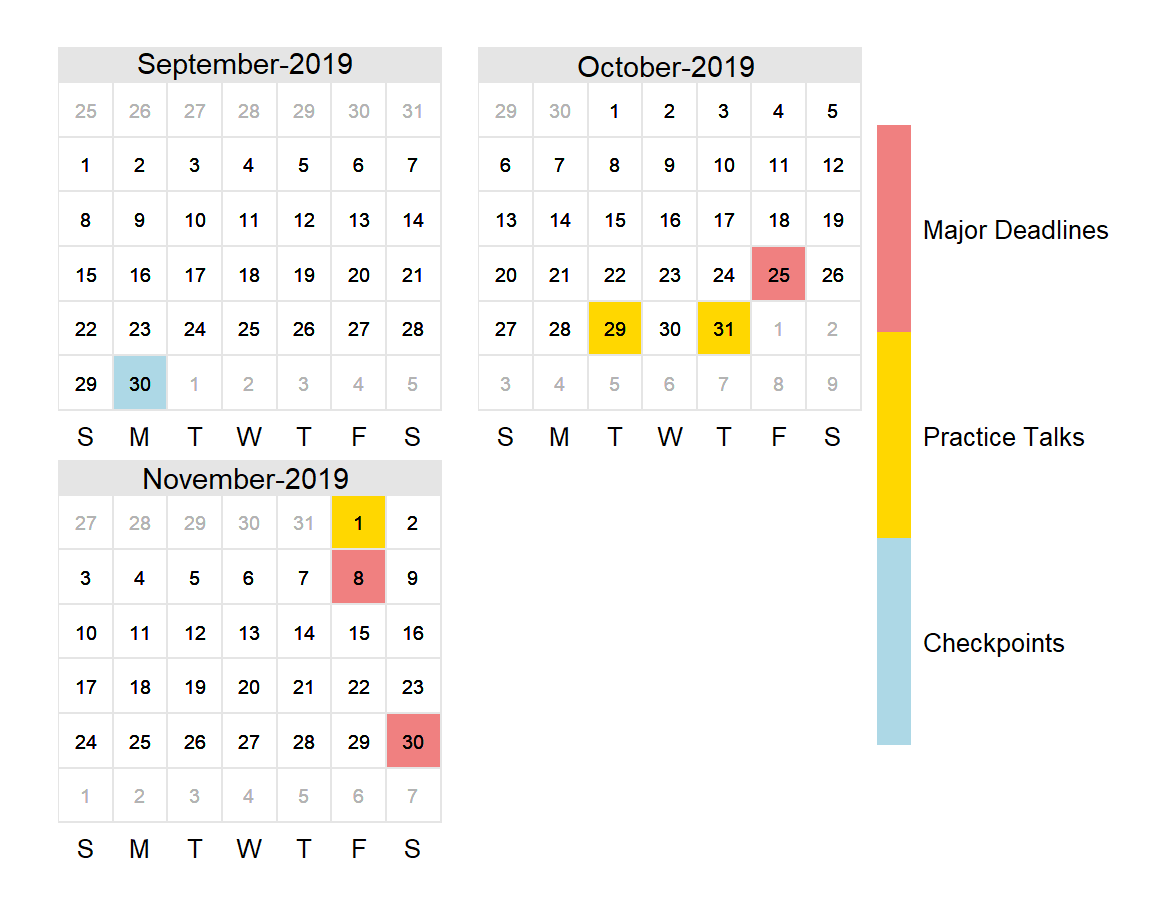 September-2019
25 26 27 28 29 30 31
1 2 3 4 5 6 7
8 9 10 11 12 13 14
15 16 17 18 19 20 21
22 23 24 25 26 27 28
29 30 1 2 3 4 5
S M T W T F S
October-2019
29 30 1 2 3 4 5
6 7 8 9 10 11 12
13 14 15 16 17 18 19
20 21 22 23 24 25 26
27 28 29 30 31 1 2
3 4 5 6 7 8 9
S M T W T F S
November-2019
27 28 29 30 31 1 2
3 4 5 6 7 8 9
10 11 12 13 14 15 16
17 18 19 20 21 22 23
24 25 26 27 28 29 30
1 2 3 4 5 6 7
S M T W T F S
Major Deadlines
Practice Talks
Checkpoints